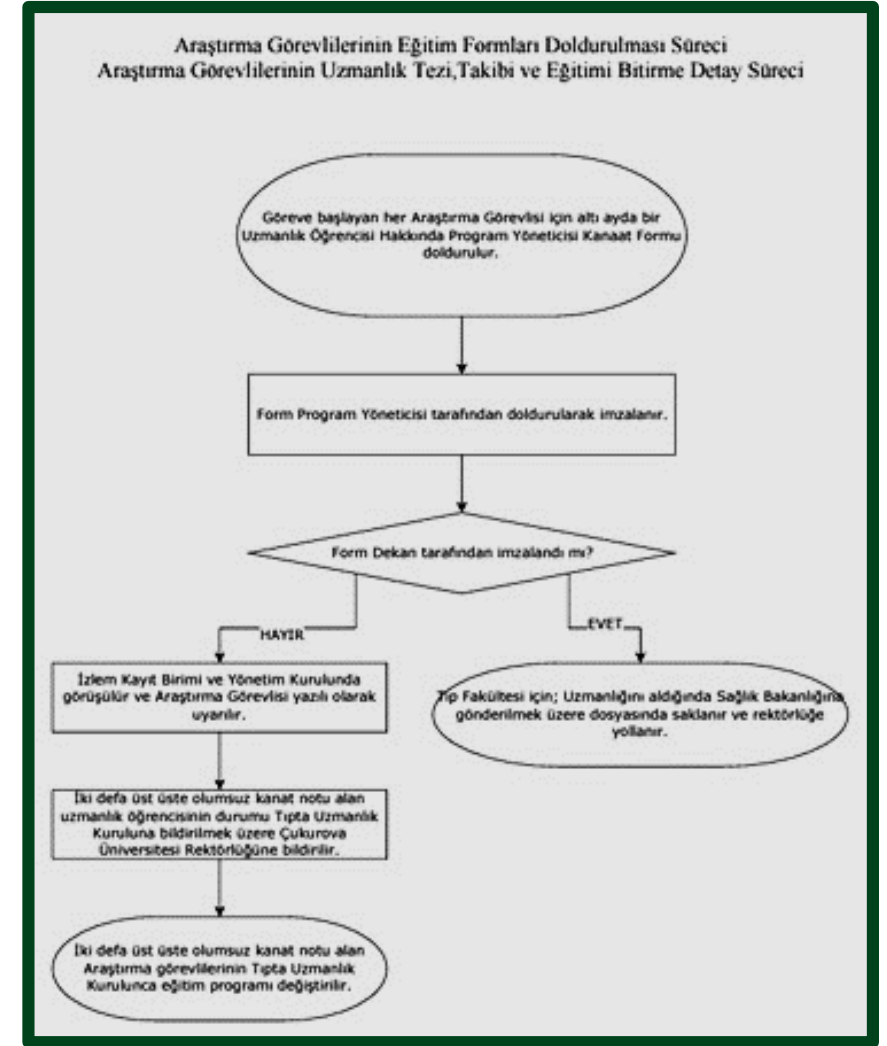 Araştırma Görevlilerinin Eğitim Formları Doldurulması Süreci
Araştırma Görevlilerinin Uzmanlık Tezi,Takibi ve Eğitimi Bitirme Detay Süreci
Göreve başlayan her Araştırma Görevlisi için altı ayda bir
Uzmanlık Öğrencisi Hakkında Program Yöneticisi Kanaat Formu
doldurulur.
Form Program Yöneticisi tarafından doldurularak imzalanır.
Form Dekan tarafından imzalandı mı?
HAYIR
EVET
İzlem Kayıt Birimi ve Yönetim Kurulunda
görüşülür ve Araştırma Görevlisi yazılı olarak
uyarılır.
Tıp Fakültesi için; Uzmanlığını aldığında Sağlık Bakanlığına
gönderilmek üzere dosyasında saklanır ve rektörlüğe
yollanır.
İki defa üst üste olumsuz kanat notu alan
uzmanlık öğrencisinin durumu Tıpta Uzmanlık
Kuruluna bildirilmek üzere Çukurova
Üniversitesi Rektörlüğüne bildirilir.
İki defa üst üste olumsuz kanat notu alan
Araştırma görevlilerinin Tıpta Uzmanlık
Kurulunca eğitim programı değiştirilir.